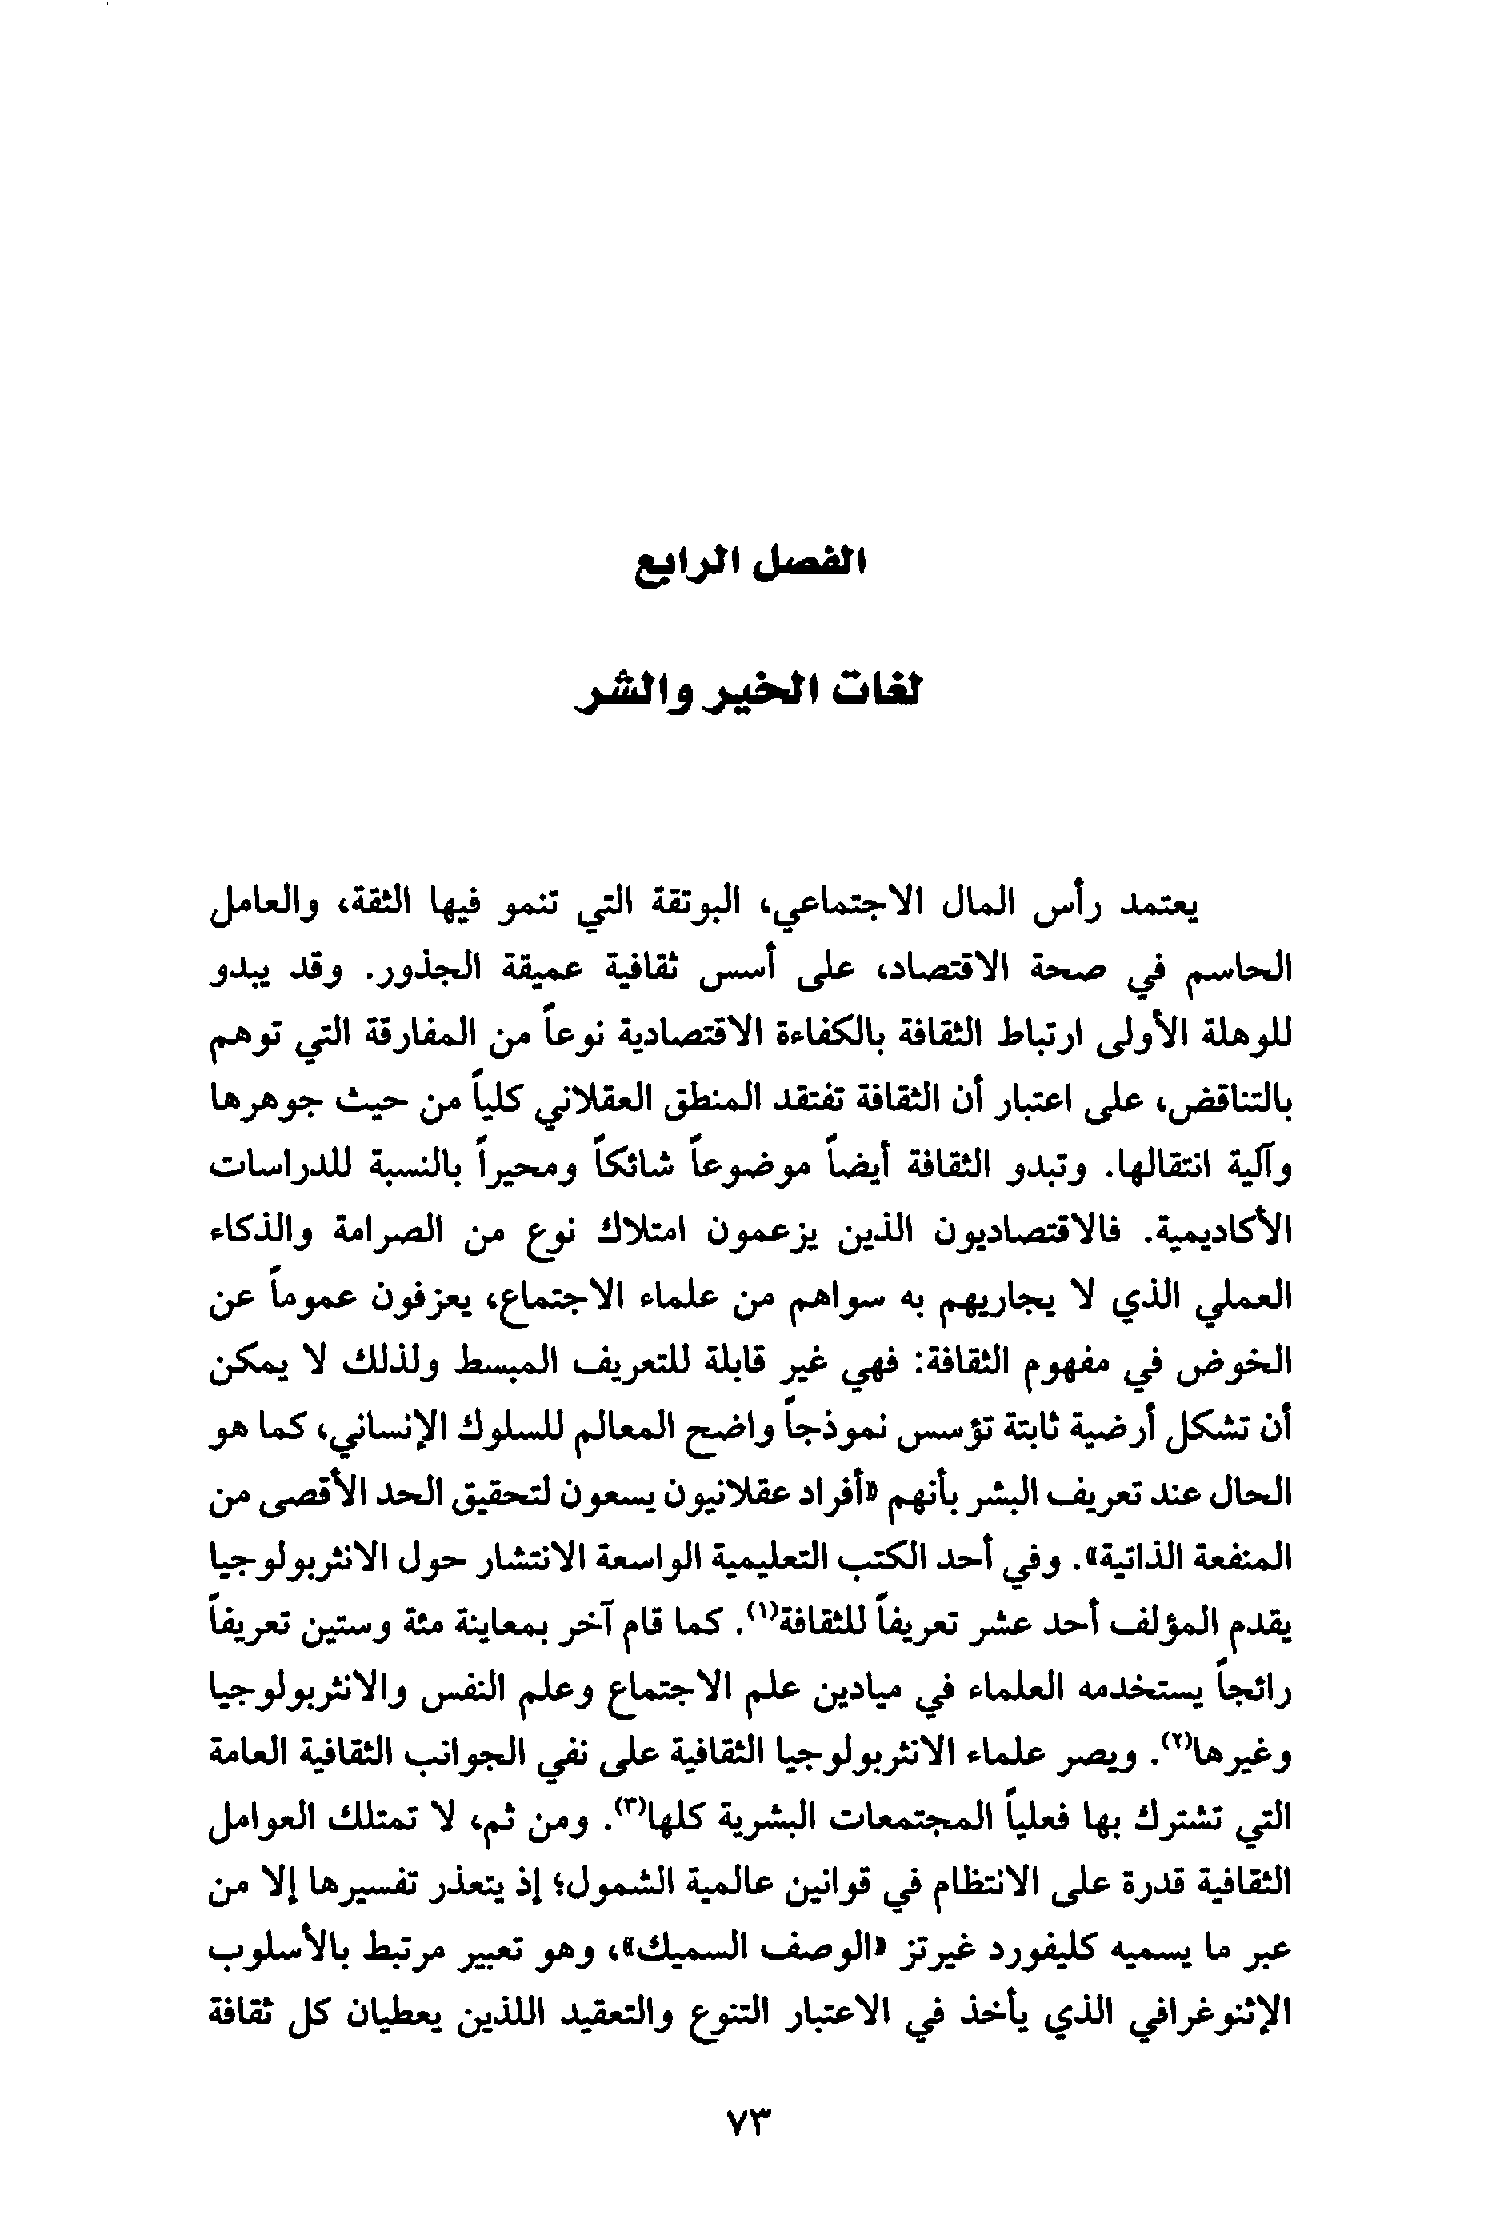 الفصل الرابع
لغات الخير والشر
يعتمد رأس المال الاجتماعي، البوتقة التي تنمو فيها الثقة، والعامل
الحاسم في صحة الاقتصاد، على أسس ثقافية عميقة الجذور. وقد يبدو
للوهلة الأولى ارتباط الثقافة بالكفاءة الاقتصادية نوعاً من المفارقة التي توهم
بالتناقض، على اعتبار أن الثقافة تفتقد المنطق العقلاني كلياً من حيث جوهرها
وآلية انتقالها. وتبدو الثقافة أيضاً موضوعاً شائكاً ومحيراً بالنسبة للدراسات
الأكاديمية. فالاقتصاديون الذين يزعمون امتلاك نوع من الصرامة والذكاء
العملي الذي لا يجاريهم به سواهم من علماء الاجتماع، يعزفون عموماً عن
الخوض في مفهوم الثقافة: فهي غير قابلة للتعريف المبسط ولذلك لا يمكن
أن تشكل أرضية ثابتة تؤسس نموذجاً واضح المعالم للسلوك الإنساني، كما هو
الحال عند تعريف البشر بأنهم «أفراد عقلانيون يسعون لتحقيق الحد الأقصى من
المنفعة الذاتية». وفي أحد الكتب التعليمية الواسعة الانتشار حول الانثربولوجيا
يقدم المؤلف أحد عشر تعريفاً للثقافة(١). كما قام آخر بمعاينة مئة وستين تعريفاً
رائجاً يستخدمه العلماء في ميادين علم الاجتماع وعلم النفس والانثربولوجيا
وغيرها(٢). ويصر علماء الانثربولوجيا الثقافية على نفي الجوانب الثقافية العامة
التي تشترك بها فعلياً المجتمعات البشرية كلها(٣). ومن ثم، لا تمتلك العوامل
الثقافية قدرة على الانتظام في قوانين عالمية الشمول؛ إذ يتعذر تفسيرها إلا من
عبر ما يسميه كليفورد غيرتز «الوصف السميك»، وهو تعبير مرتبط بالأسلوب
الإثنوغرافي الذي يأخذ في الاعتبار التنوع والتعقيد اللذين يعطيان كل ثقافة
٧٣